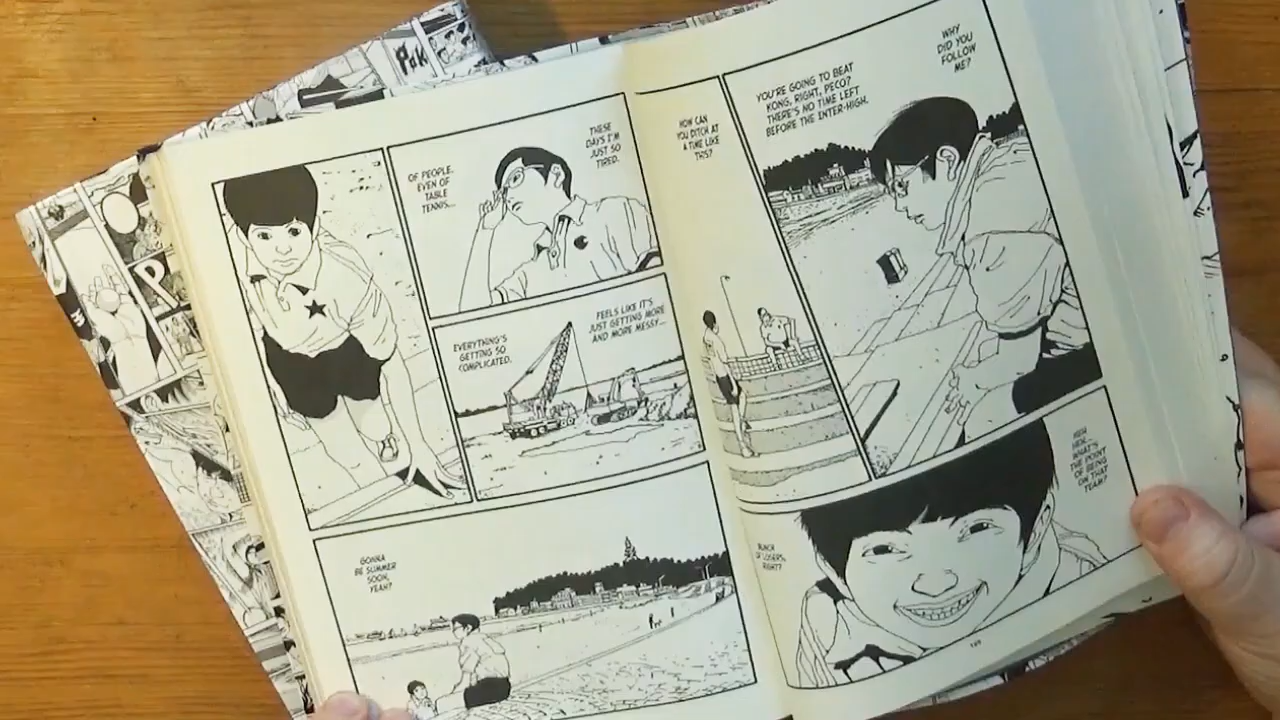 WHY
DID YOU
FOLLOW
ME?
YOU'RE GOING TO BEAT
KONG, RIGHT, PECO?
THERE'S NO TIME LEFT
BEFORE THE INTER-HIGH.
HOW CAN
YOU DITCH AT
A TIME LIKE
THIS?
WHAT'S
THE POINT
OF BEING
ON THAT
TEAM?
BUNCH
OF LOSERS,
RIGHT?
THESE
DAYS I'M
JUST SO
TIRED.
OF PEOPLE.
EVEN OF
TABLE
TENNIS...
FEELS LIKE IT'S
JUST GETTING MORE
AND MORE MESSY...
EVERYTHING'S
GETTING SO
COMPLICATED.
GONNA
BE SUMMER
SOON,
YEAH?
PaK
P